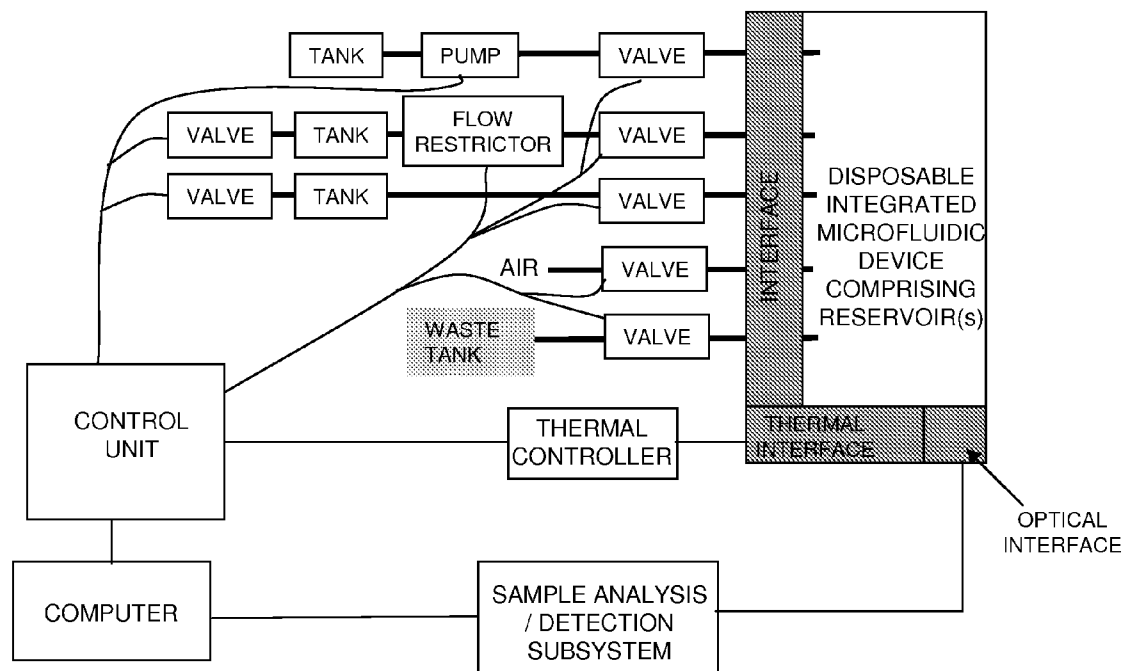 TANK
PUMP
VALVE
VALVE
TANK
FLOW
RESTRICTOR
VALVE
VALVE
TANK
VALVE
AIR
VALVE
WASTE
TANK
VALVE
INTERFACE
DISPOSABLE
INTEGRATED
MICROFLUIDIC
DEVICE
COMPRISING
RESERVOIR(s)
CONTROL
UNIT
THERMAL
CONTROLLER
THERMAL
INTERFACE
OPTICAL
INTERFACE
COMPUTER
SAMPLE ANALYSIS
/ DETECTION
SUBSYSTEM